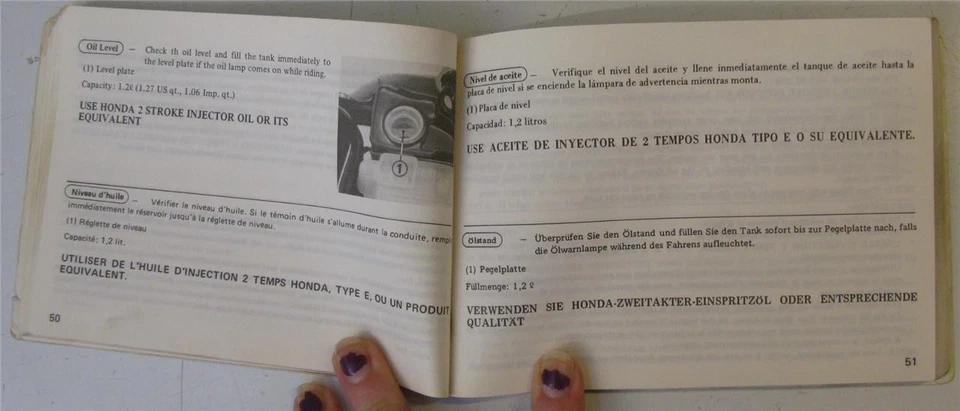 Oil Level – Check th oil level and fill the tank immediately to
the level plate if the oil lamp comes on while riding.
(1) Level plate
Capacity: 1.2ℓ (1.27 US qt., 1.06 Imp. qt.)
USE HONDA 2 STROKE INJECTOR OIL OR ITS
EQUIVALENT
1
Niveau d'huile – Vérifier le niveau d'huile. Si le témoin d'huile s'allume durant la conduite, rempl
immédiatement le réservoir jusqu'à la réglette de niveau.
(1) Réglette de niveau
Capacité: 1,2 lit.
UTILISER DE L'HUILE D'INJECTION 2 TEMPS HONDA, TYPE E, OU UN PRODUIT
EQUIVALENT.
50
Nivel de aceite – Verifique el nivel del aceite y llene inmediatamente el tanque de aceite hasta la
placa de nivel si se enciende la lámpara de advertencia mientras monta.
(1) Placa de nivel
Capacidad: 1,2 litros
USE ACEITE DE INYECTOR DE 2 TEMPOS HONDA TIPO E O SU EQUIVALENTE.
Ölstand – Überprüfen Sie den Ölstand und füllen Sie den Tank sofort bis zur Pegelplatte nach, falls
die Ölwarnlampe während des Fahrens aufleuchtet.
(1) Pegelplatte
Füllmenge: 1,2 ℓ
VERWENDEN SIE HONDA-ZWEITAKTER-EINSPRITZÖL ODER ENTSPRECHENDE
QUALITÄT
51